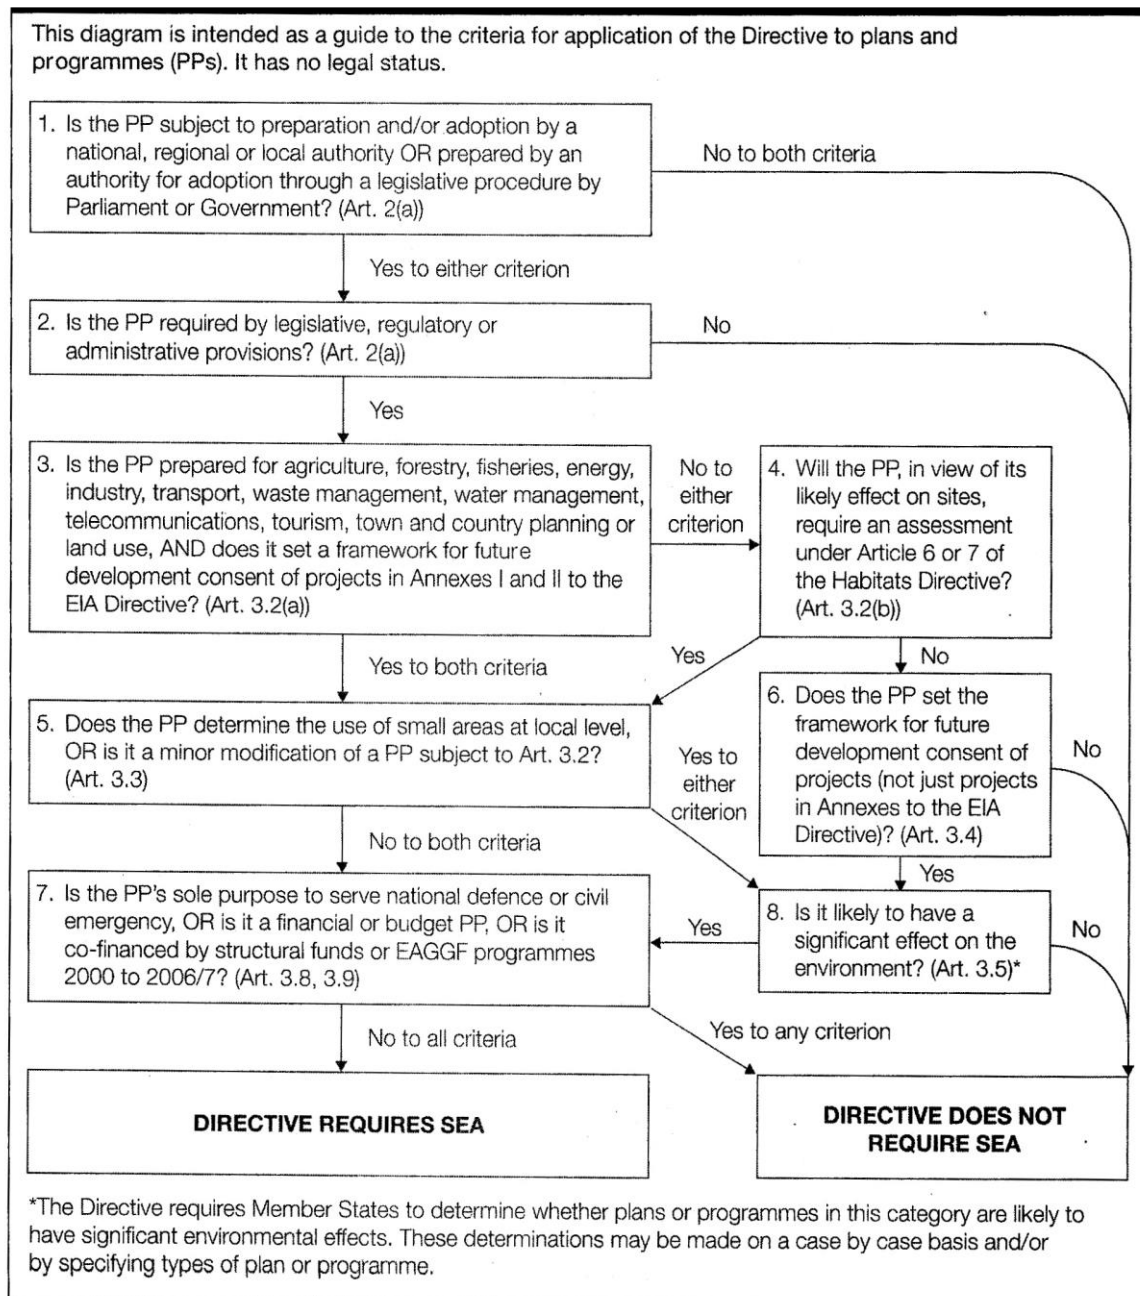 This diagram is intended as a guide to the criteria for application of the Directive to plans and
programmes (PPs). It has no legal status.
1. Is the PP subject to preparation and/or adoption by a
national, regional or local authority OR prepared by an
authority for adoption through a legislative procedure by
Parliament or Government? (Art. 2(a))
No to both criteria
Yes to either criterion
2. Is the PP required by legislative, regulatory or
administrative provisions? (Art. 2(a))
No
Yes
3. Is the PP prepared for agriculture, forestry, fisheries, energy,
industry, transport, waste management, water management,
telecommunications, tourism, town and country planning or
land use, AND does it set a framework for future
development consent of projects in Annexes I and II to the
EIA Directive? (Art. 3.2(a))
No to
either
criterion
4. Will the PP, in view of its
likely effect on sites,
require an assessment
under Article 6 or 7 of
the Habitats Directive?
(Art. 3.2(b))
Yes to both criteria
Yes
No
5. Does the PP determine the use of small areas at local level,
OR is it a minor modification of a PP subject to Art. 3.2?
(Art. 3.3)
Yes to
either
criterion
6. Does the PP set the
framework for future
development consent of
projects (not just projects
in Annexes to the EIA
Directive)? (Art. 3.4)
No
No to both criteria
Yes
7. Is the PP's sole purpose to serve national defence or civil
emergency, OR is it a financial or budget PP, OR is it
co-financed by structural funds or EAGGF programmes
2000 to 2006/7? (Art. 3.8, 3.9)
Yes
8. Is it likely to have a
significant effect on the
environment? (Art. 3.5)*
No
No to all criteria
Yes to any criterion
DIRECTIVE REQUIRES SEA
DIRECTIVE DOES NOT
REQUIRE SEA
*The Directive requires Member States to determine whether plans or programmes in this category are likely to
have significant environmental effects. These determinations may be made on a case by case basis and/or
by specifying types of plan or programme.